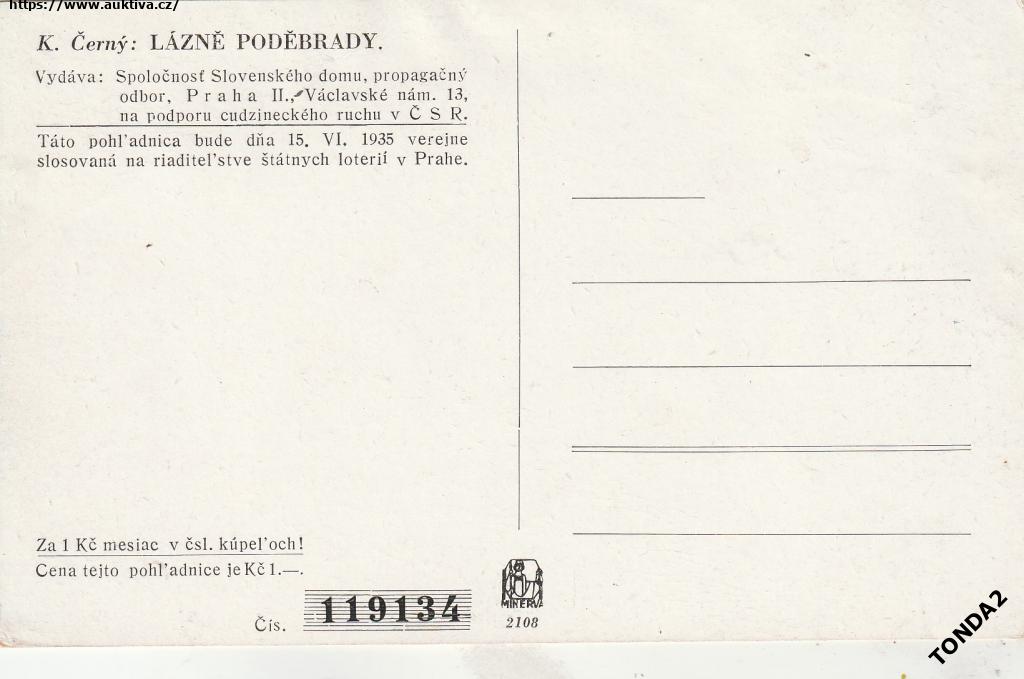 https://www.auktiva.cz/
K. Černý: LÁZNĚ PODĚBRADY.
Vydáva: Spoločnosť Slovenského domu, propagačný
odbor, Praha II., Václavské nám. 13,
na podporu cudzineckého ruchu v Č S R.
Táto pohľadnica bude dňa 15. VI. 1935 verejne
slosovaná na riaditeľstve štátnych loterií v Prahe.
Za 1 Kč mesiac v čsl. kúpeľoch!
Cena tejto pohľadnice je Kč 1.—.
Čís. 119134
MINERVA
2108
TONDA2